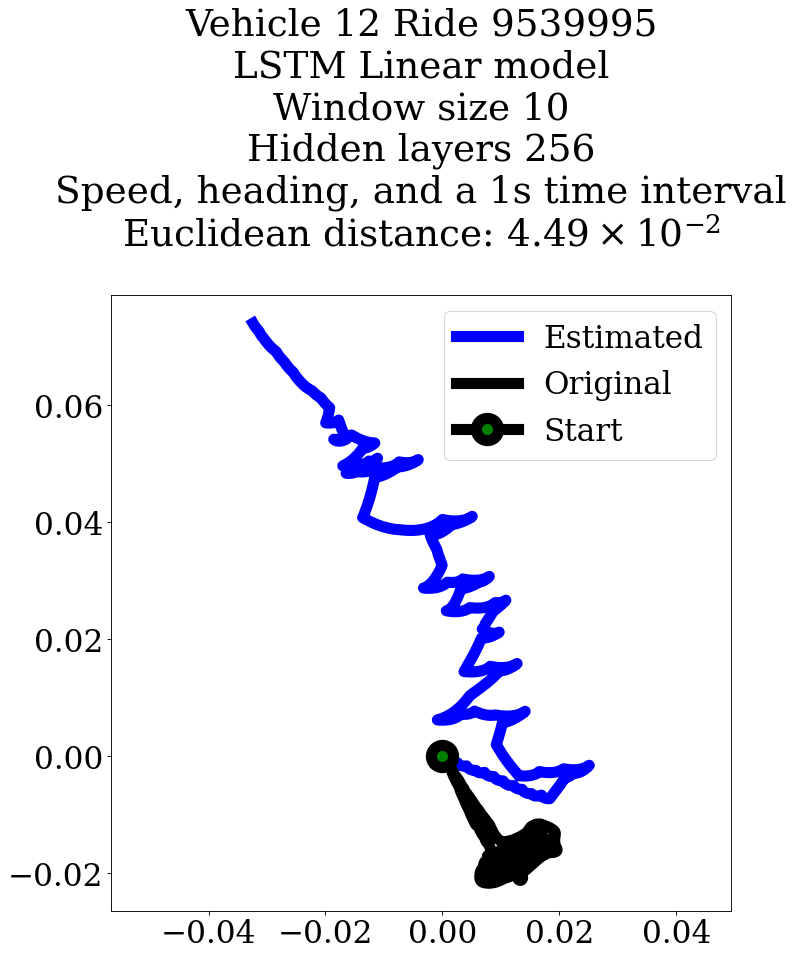 Vehicle 12 Ride 9539995
LSTM Linear model
Window size 10
Hidden layers 256
Speed, heading, and a 1s time interval
Euclidean distance: 4.49 × 10⁻²
Estimated
Original
Start
0.06
0.04
0.02
0.00
−0.02
−0.04 −0.02 0.00 0.02 0.04